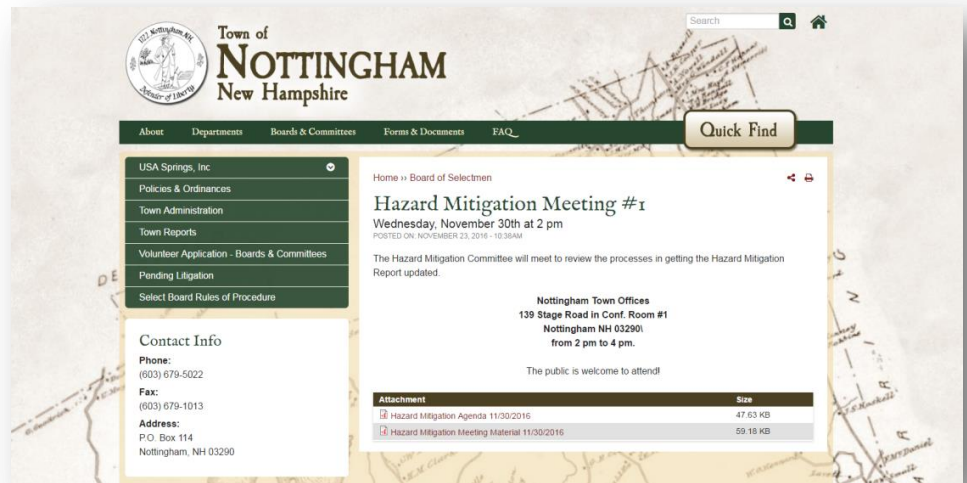 1722 Nottingham NH
Defender of Liberty
Town of
NOTTINGHAM
New Hampshire
Search
About Departments Boards & Committees Forms & Documents FAQ
Quick Find
USA Springs, Inc
Policies & Ordinances
Town Administration
Town Reports
Volunteer Application - Boards & Committees
Pending Litigation
Select Board Rules of Procedure
Contact Info
Phone:
(603) 679-5022
Fax:
(603) 679-1013
Address:
P.O. Box 114
Nottingham, NH 03290
Home ›› Board of Selectmen
Hazard Mitigation Meeting #1
Wednesday, November 30th at 2 pm
POSTED ON: NOVEMBER 23, 2016 - 10:36AM
The Hazard Mitigation Committee will meet to review the processes in getting the Hazard Mitigation
Report updated.
Nottingham Town Offices
139 Stage Road in Conf. Room #1
Nottingham NH 03290\
from 2 pm to 4 pm.
The public is welcome to attend!
Attachment Size
Hazard Mitigation Agenda 11/30/2016 47.63 KB
Hazard Mitigation Meeting Material 11/30/2016 59.18 KB